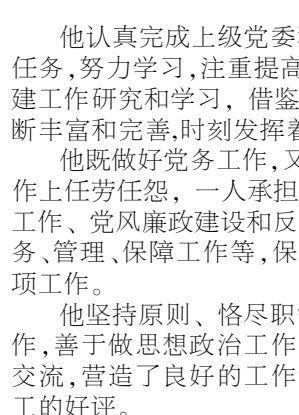 他认真完成上级党委
任务,努力学习,注重提高
建工作研究和学习, 借鉴
断丰富和完善,时刻发挥着
他既做好党务工作,又
作上任劳任怨, 一人承担
工作、党风廉政建设和反
务、管理、保障工作等,保
项工作。
他坚持原则、恪尽职
作,善于做思想政治工作
交流,营造了良好的工作
工的好评。